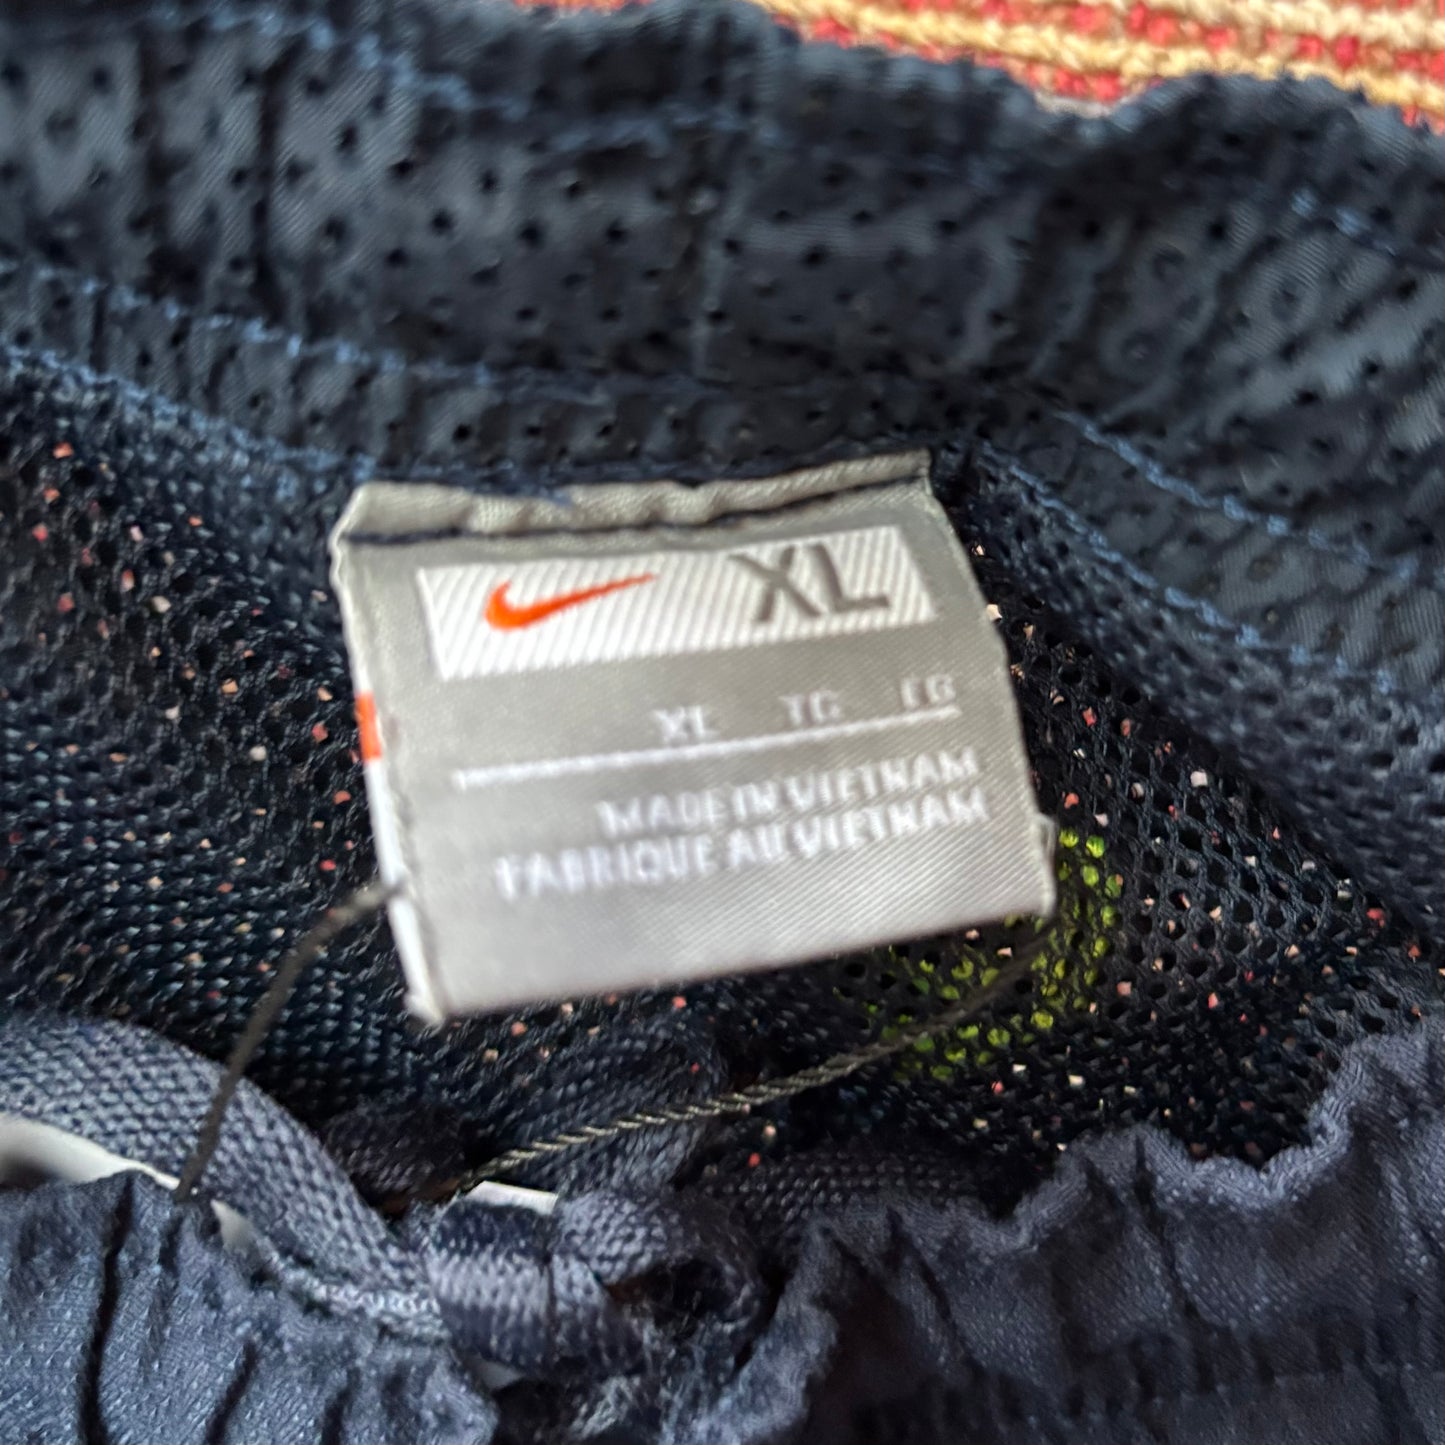 XL
XL TG EG
MADE IN VIETNAM
FABRIQUE AU VIETNAM